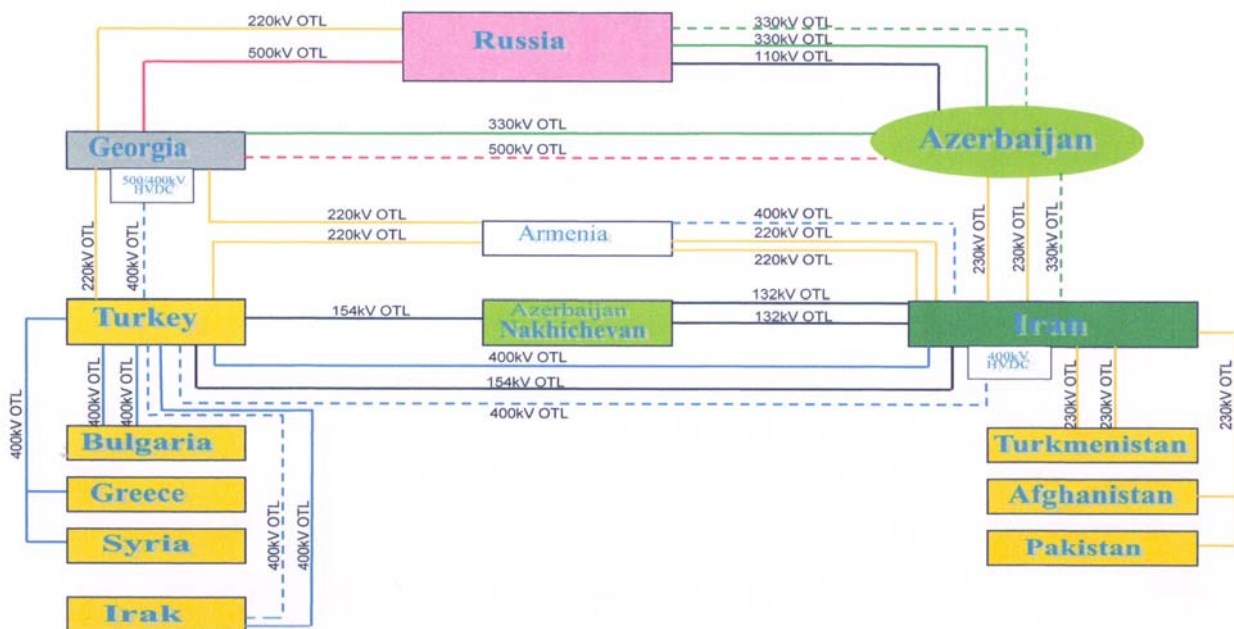 220kV OTL
Russia
330kV OTL
330kV OTL
500kV OTL
110kV OTL
Georgia
330kV OTL
Azerbaijan
500kV OTL
500/400kV
HVDC
220kV OTL
400kV OTL
220kV OTL
Armenia
400kV OTL
220kV OTL
220kV OTL
220kV OTL
230kV OTL
230kV OTL
330kV OTL
Turkey
154kV OTL
Azerbaijan
Nakhichevan
132kV OTL
132kV OTL
Iran
400kV OTL
400kV
HVDC
154kV OTL
400kV OTL
400kV OTL
400kV OTL
400kV OTL
230kV OTL
230kV OTL
230kV OTL
Bulgaria
Turkmenistan
Greece
Afghanistan
400kV OTL
400kV OTL
Syria
Pakistan
Irak